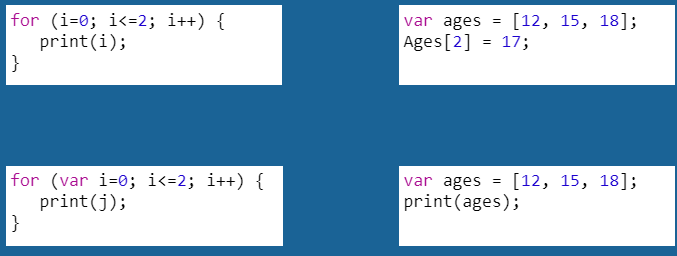 for (i=0; i<=2; i++) {
   print(i);
}
var ages = [12, 15, 18];
Ages[2] = 17;
for (var i=0; i<=2; i++) {
   print(j);
}
var ages = [12, 15, 18];
print(ages);